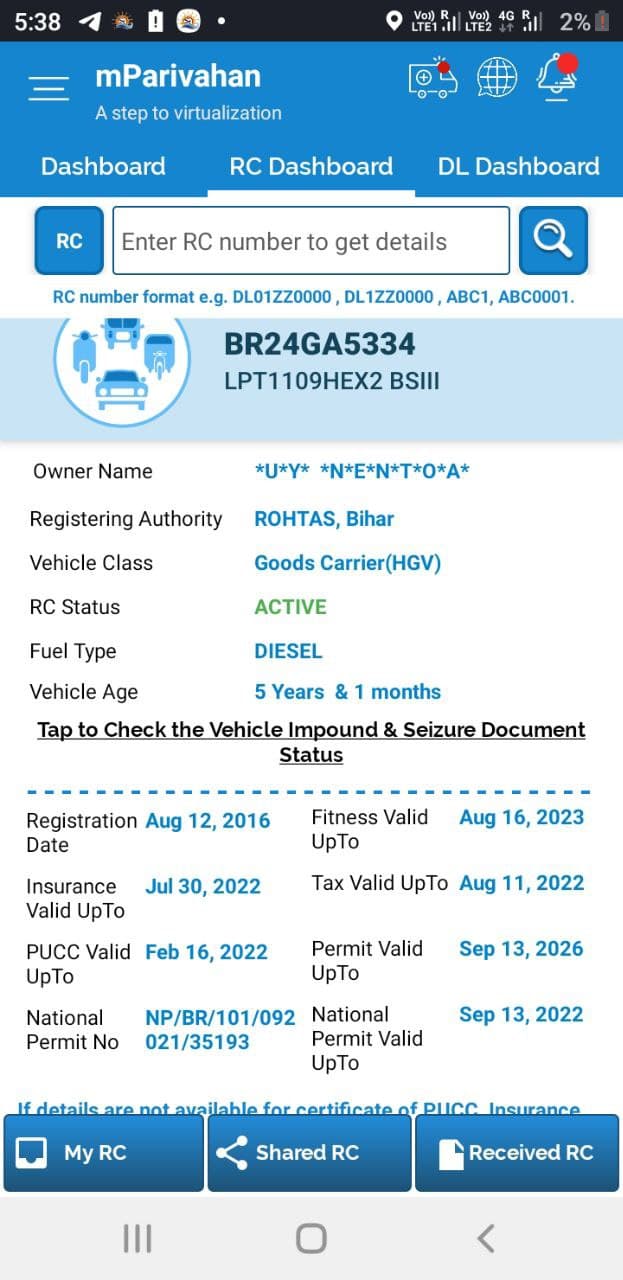 5:38
Vo)) R Vo)) 4G R 2%
LTE1 LTE2
mParivahan
A step to virtualization
Dashboard RC Dashboard DL Dashboard
RC Enter RC number to get details
RC number format e.g. DL01ZZ0000 , DL1ZZ0000 , ABC1, ABC0001.
BR24GA5334
LPT1109HEX2 BSIII
Owner Name *U*Y* *N*E*N*T*O*A*
Registering Authority ROHTAS, Bihar
Vehicle Class Goods Carrier(HGV)
RC Status ACTIVE
Fuel Type DIESEL
Vehicle Age 5 Years & 1 months
Tap to Check the Vehicle Impound & Seizure Document
Status
Registration Date Aug 12, 2016
Fitness Valid UpTo Aug 16, 2023
Insurance Valid UpTo Jul 30, 2022
Tax Valid UpTo Aug 11, 2022
PUCC Valid UpTo Feb 16, 2022
Permit Valid UpTo Sep 13, 2026
National Permit No NP/BR/101/092021/35193
National Permit Valid UpTo Sep 13, 2022
If details are not available for certificate of PUCC, Insurance
My RC Shared RC Received RC